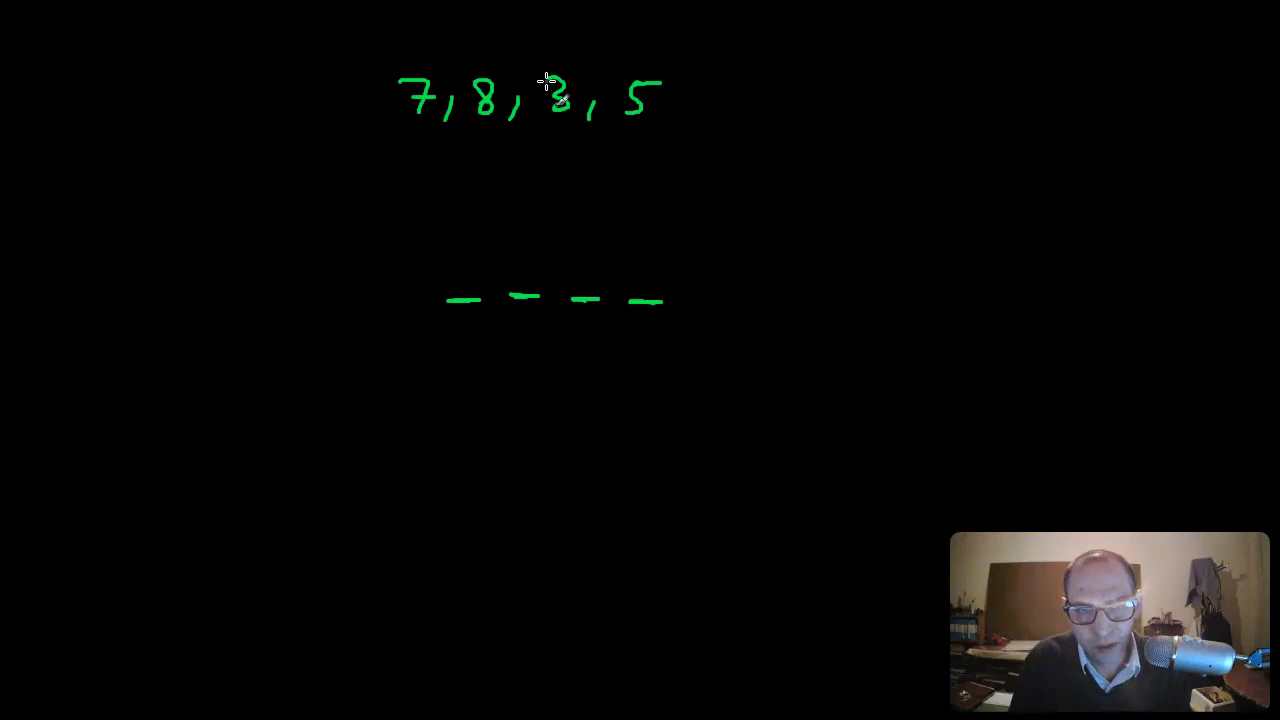 7, 8, 3, 5
_ _ _ _